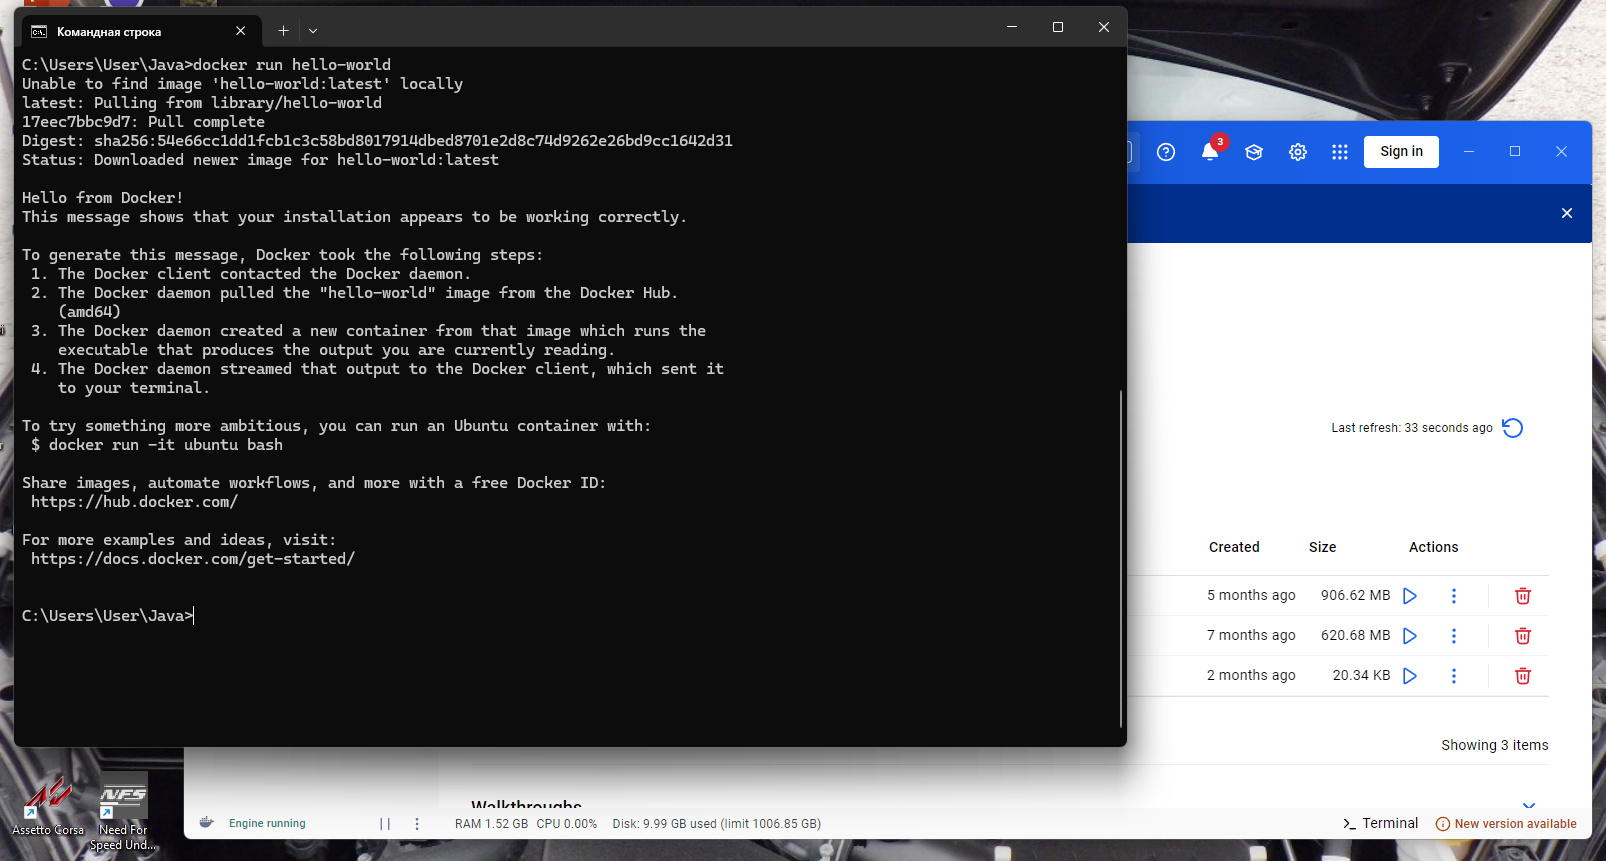 Командная строка
C:\Users\User\Java>docker run hello-world
Unable to find image 'hello-world:latest' locally
latest: Pulling from library/hello-world
17eec7bbc9d7: Pull complete
Digest: sha256:54e66cc1dd1fcb1c3c58bd8017914dbed8701e2d8c74d9262e26bd9cc1642d31
Status: Downloaded newer image for hello-world:latest
Hello from Docker!
This message shows that your installation appears to be working correctly.
To generate this message, Docker took the following steps:
1. The Docker client contacted the Docker daemon.
2. The Docker daemon pulled the "hello-world" image from the Docker Hub.
(amd64)
3. The Docker daemon created a new container from that image which runs the
executable that produces the output you are currently reading.
4. The Docker daemon streamed that output to the Docker client, which sent it
to your terminal.
To try something more ambitious, you can run an Ubuntu container with:
$ docker run -it ubuntu bash
Share images, automate workflows, and more with a free Docker ID:
https://hub.docker.com/
For more examples and ideas, visit:
https://docs.docker.com/get-started/
C:\Users\User\Java>
3
Sign in
Last refresh: 33 seconds ago
Created Size Actions
5 months ago 906.62 MB
7 months ago 620.68 MB
2 months ago 20.34 KB
Showing 3 items
Walkthroughs
Engine running
RAM 1.52 GB CPU 0.00% Disk: 9.99 GB used (limit 1006.85 GB)
Terminal
New version available
NFS
Assetto Corsa
Need For
Speed Und...